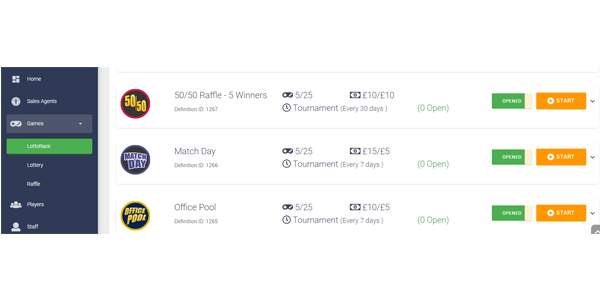 Home
Sales Agents
Games
LottoRace
Lottery
Raffle
Players
Staff
50/50
50/50 Raffle - 5 Winners
Definition ID: 1267
5/25
£10/£10
Tournament (Every 30 days )
(0 Open)
OPENED
START
MATCH DAY
Match Day
Definition ID: 1266
5/25
£15/£5
Tournament (Every 7 days )
(0 Open)
OPENED
START
OFFICE POOL
Office Pool
Definition ID: 1265
5/25
£10/£5
Tournament (Every 7 days )
(0 Open)
OPENED
START